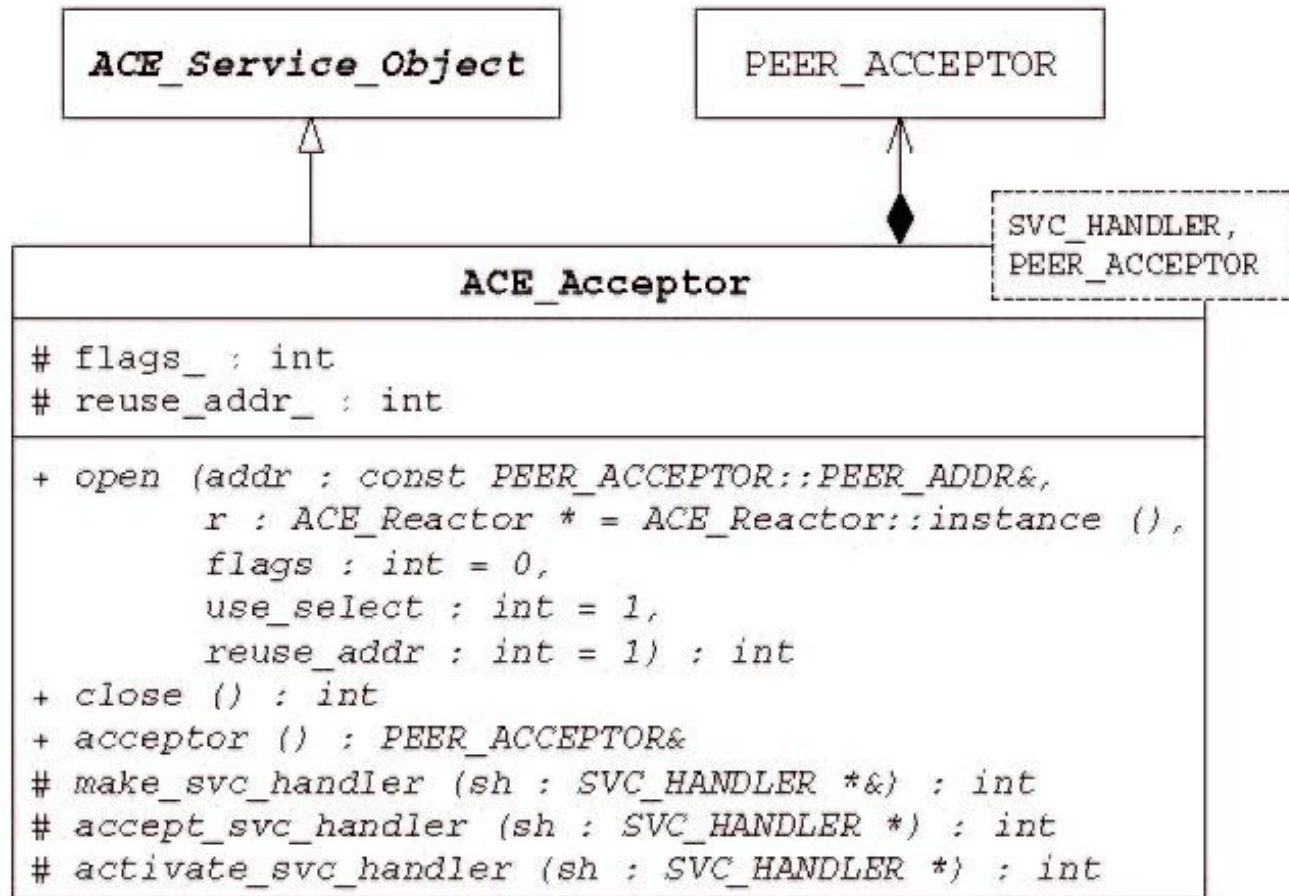 ACE_Service_Object
PEER_ACCEPTOR
SVC_HANDLER,
PEER_ACCEPTOR
ACE_Acceptor
# flags_ : int
# reuse_addr_ : int
+ open (addr : const PEER_ACCEPTOR::PEER_ADDR&,
r : ACE_Reactor * = ACE_Reactor::instance (),
flags : int = 0,
use_select : int = 1,
reuse_addr : int = 1) : int
+ close () : int
+ acceptor () : PEER_ACCEPTOR&
# make_svc_handler (sh : SVC_HANDLER *&) : int
# accept_svc_handler (sh : SVC_HANDLER *) : int
# activate_svc_handler (sh : SVC_HANDLER *) : int